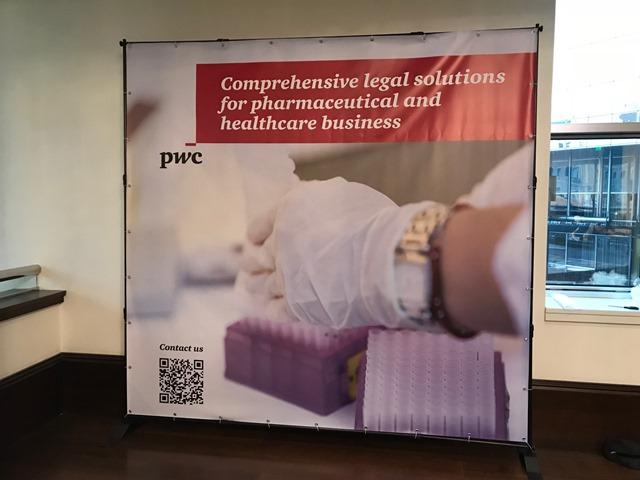 Comprehensive legal solutions
for pharmaceutical and
healthcare business
pwc
Contact us